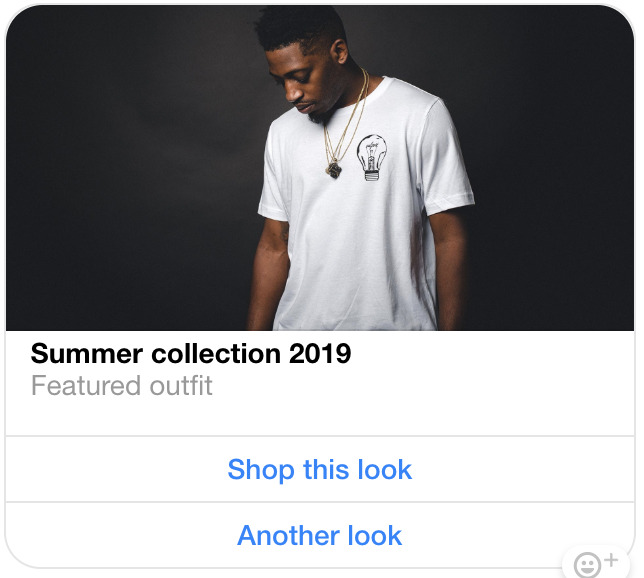 Summer collection 2019
Featured outfit
Shop this look
Another look